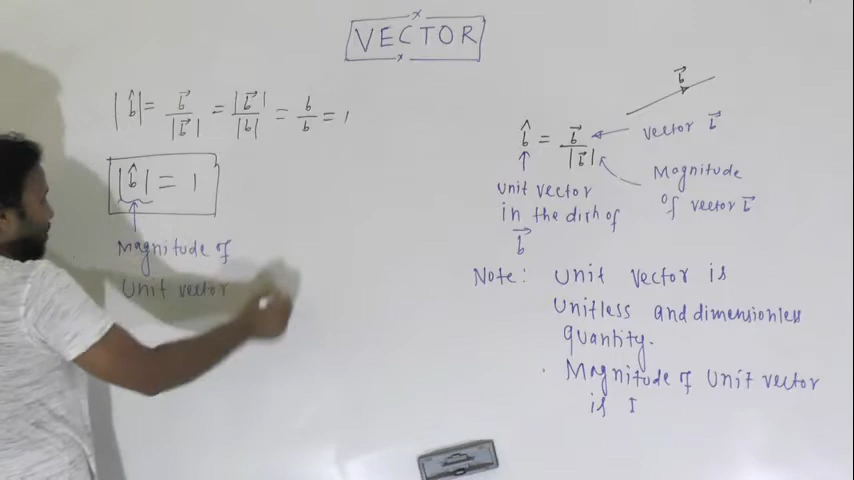 VECTOR
|b̂| = b⃗ / |b⃗| = |b⃗| / |b| = b / b = 1
|b̂| = 1
Magnitude of
Unit vector
b⃗
b̂ = b⃗ / |b⃗|
vector b⃗
Magnitude
of vector b⃗
unit vector
in the dirn of
b⃗
Note: Unit vector is
Unitless and dimensionless
quantity.
. Magnitude of Unit vector
is 1